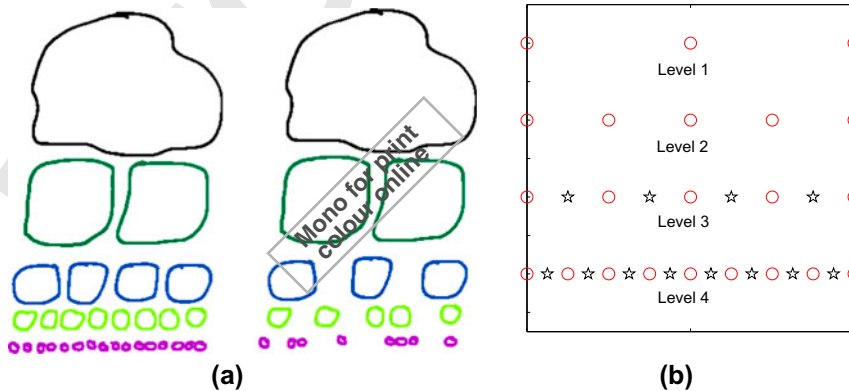 Mono for print
colour online
Level 1
Level 2
Level 3
Level 4
(a)
(b)